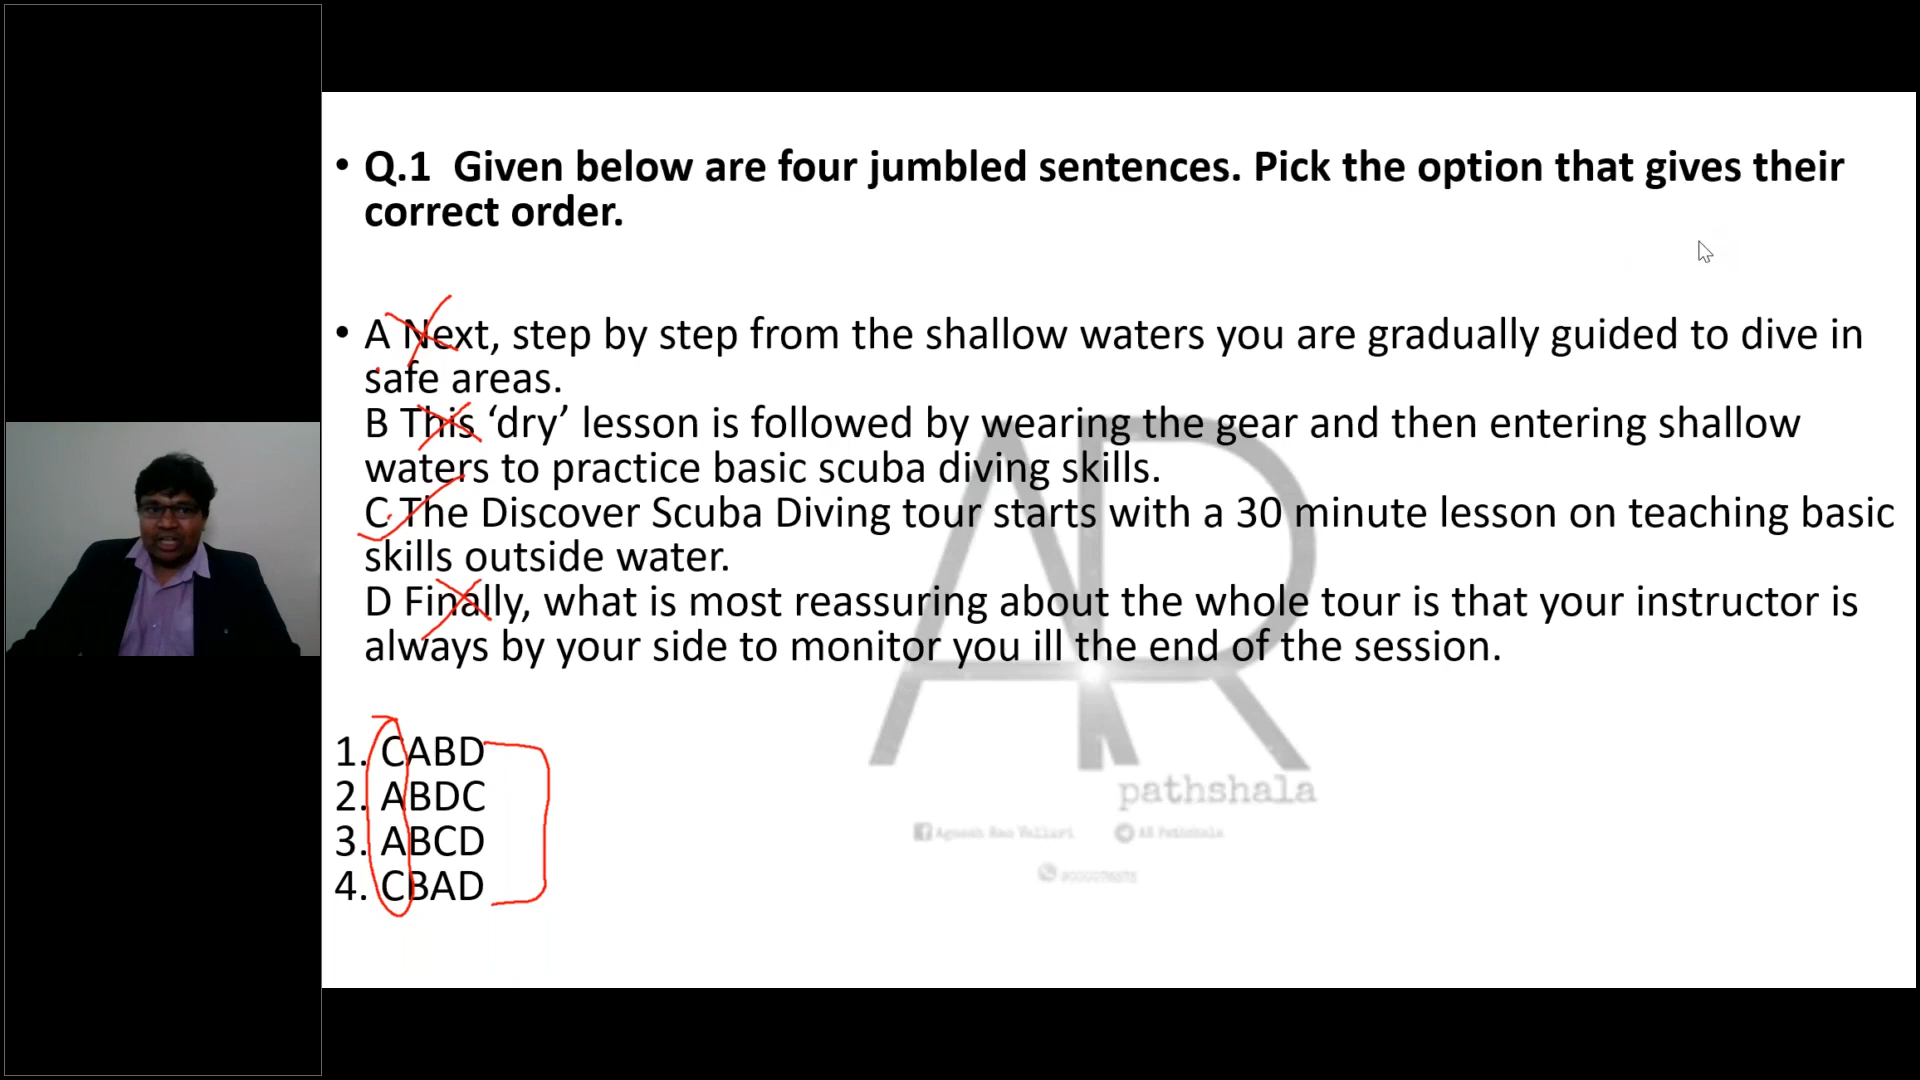 • Q.1 Given below are four jumbled sentences. Pick the option that gives their
correct order.
• A Next, step by step from the shallow waters you are gradually guided to dive in
safe areas.
B This ‘dry’ lesson is followed by wearing the gear and then entering shallow
waters to practice basic scuba diving skills.
C The Discover Scuba Diving tour starts with a 30 minute lesson on teaching basic
skills outside water.
D Finally, what is most reassuring about the whole tour is that your instructor is
always by your side to monitor you ill the end of the session.
1. CABD
2. ABDC
3. ABCD
4. CBAD
AR
pathshala